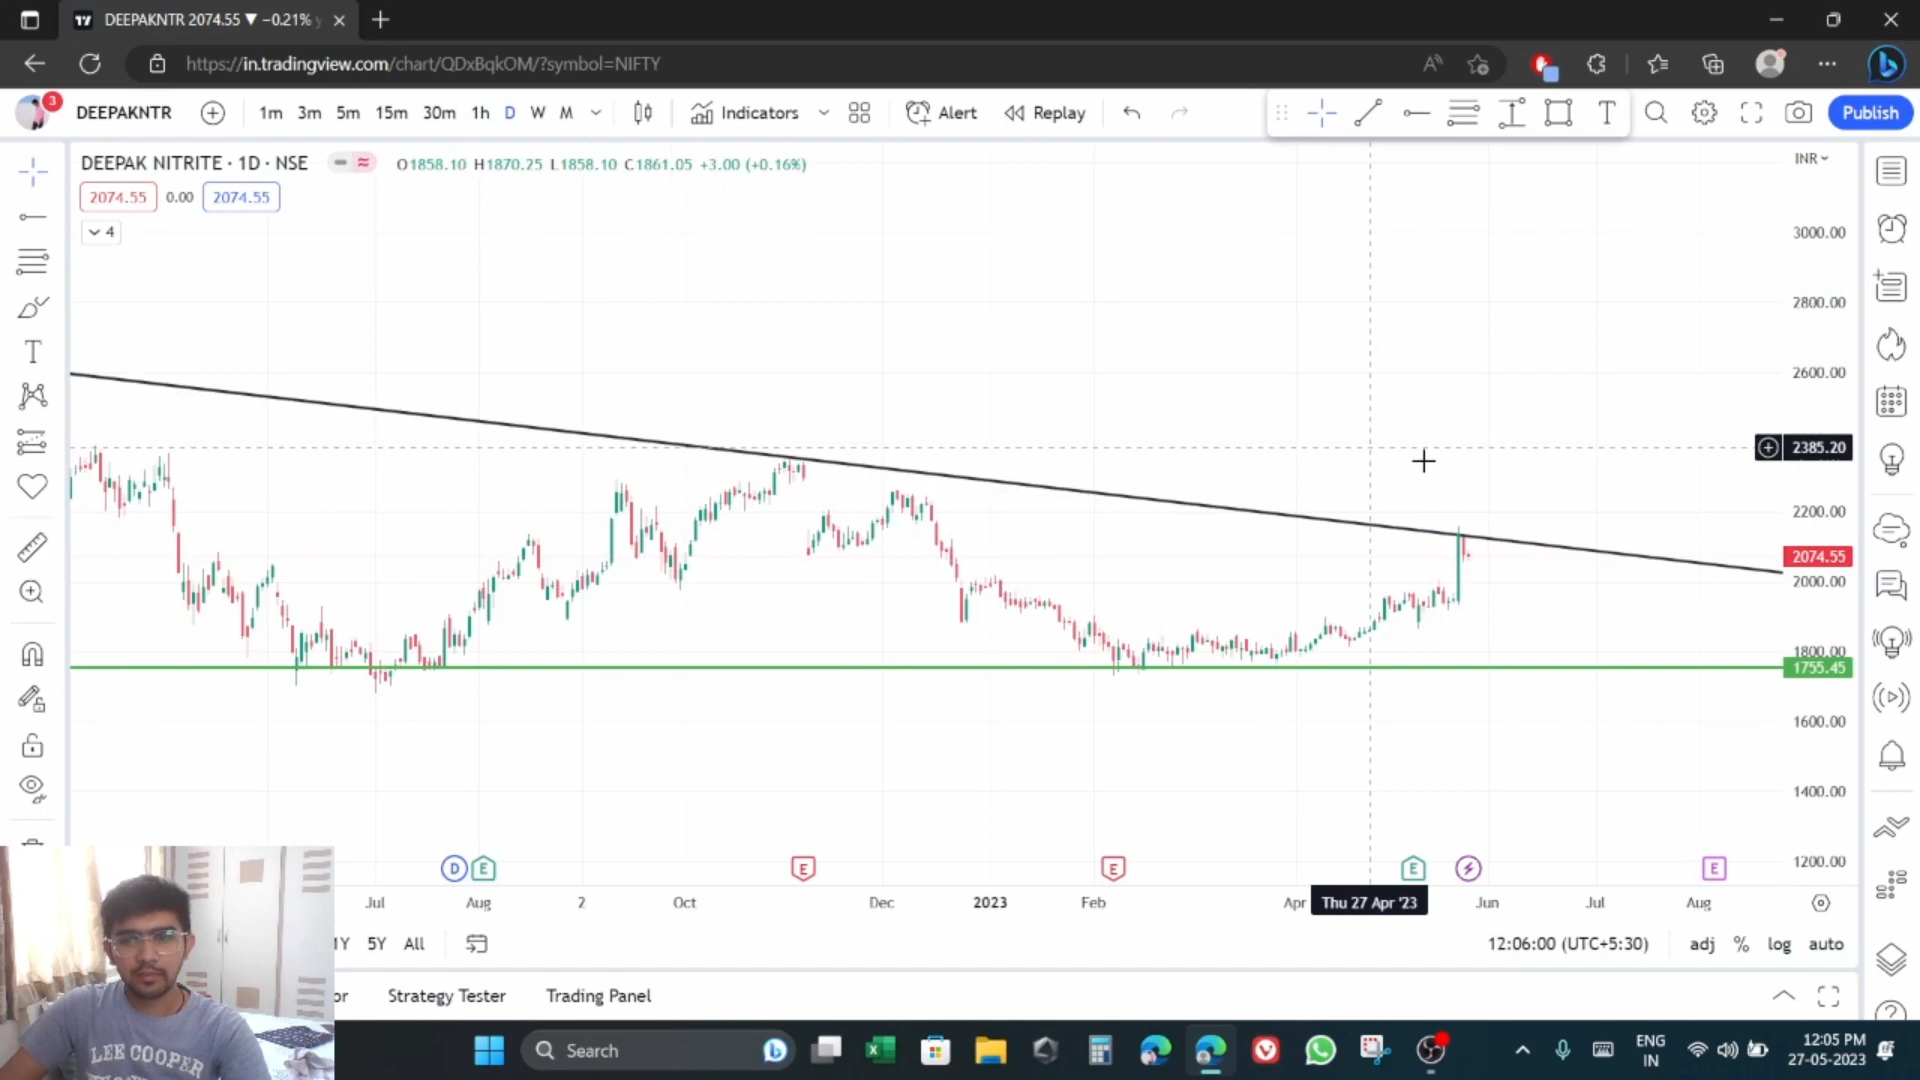 DEEPAKNTR 2074.55 ▼ −0.21%
https://in.tradingview.com/chart/QDxBqkOM/?symbol=NIFTY
3
DEEPAKNTR 1m 3m 5m 15m 30m 1h D W M Indicators Alert Replay Publish
DEEPAK NITRITE · 1D · NSE O1858.10 H1870.25 L1858.10 C1861.05 +3.00 (+0.16%)
INR
2074.55 0.00 2074.55
4
3000.00
2800.00
2600.00
2385.20
2200.00
2074.55
2000.00
1800.00
1755.45
1600.00
1400.00
1200.00
D E E E E E
Jul Aug 2 Oct Dec 2023 Feb Apr Thu 27 Apr '23 Jun Jul Aug
1Y 5Y All 12:06:00 (UTC+5:30) adj % log auto
Strategy Tester Trading Panel
LEE COOPER
Search
ENG
IN
12:05 PM
27-05-2023